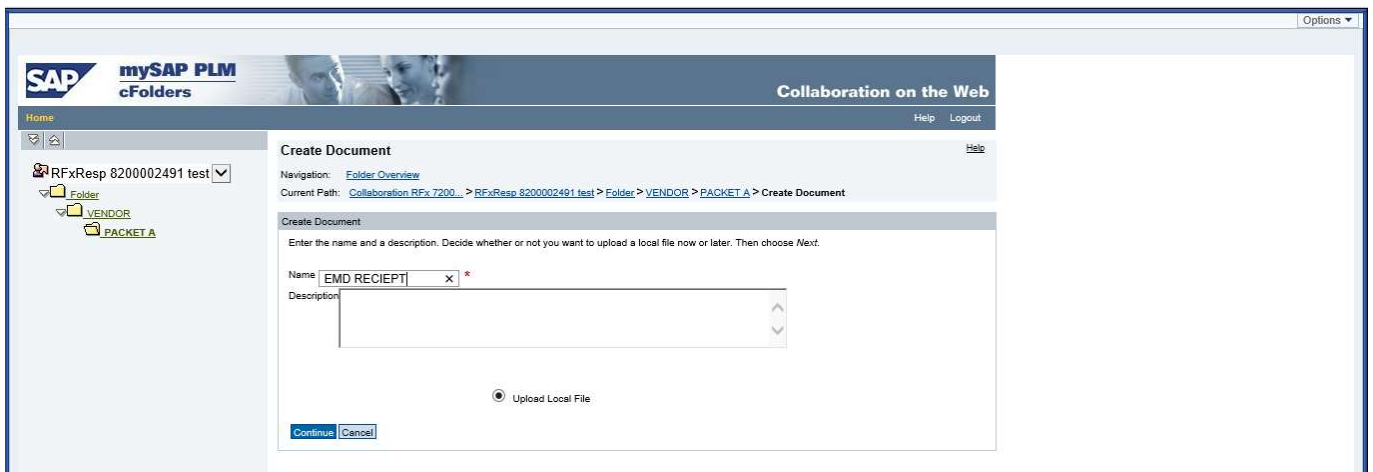 Options
SAP
mySAP PLM
cFolders
Collaboration on the Web
Home
Help Logout
RFxResp 8200002491 test
Folder
VENDOR
PACKET A
Create Document
Help
Navigation: Folder Overview
Current Path: Collaboration RFx 7200... > RFxResp 8200002491 test > Folder > VENDOR > PACKET A > Create Document
Create Document
Enter the name and a description. Decide whether or not you want to upload a local file now or later. Then choose Next.
Name EMD RECIEPT × *
Description
Upload Local File
Continue Cancel